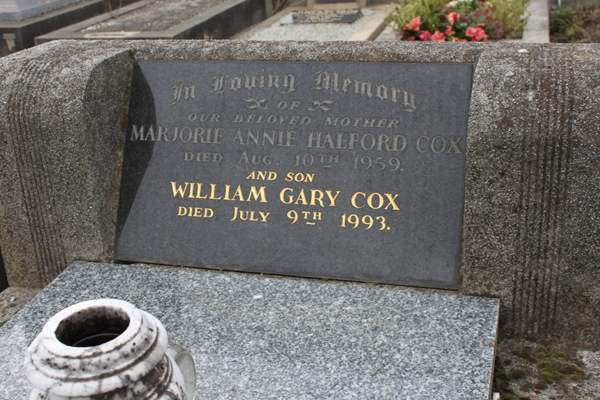 In Loving Memory
OF
OUR BELOVED MOTHER
MARJORIE ANNIE HALFORD COX
DIED AUG. 10TH 1959.
AND SON
WILLIAM GARY COX
DIED JULY 9TH 1993.